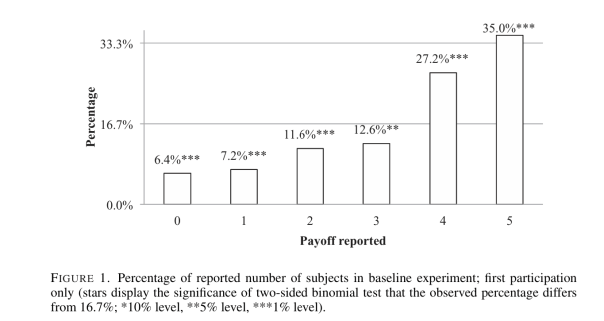 35.0%***
33.3%
27.2%***
Percentage
16.7%
11.6%***
12.6%**
6.4%***
7.2%***
0.0%
0 1 2 3 4 5
Payoff reported
FIGURE 1. Percentage of reported number of subjects in baseline experiment; first participation
only (stars display the significance of two-sided binomial test that the observed percentage differs
from 16.7%; *10% level, **5% level, ***1% level).